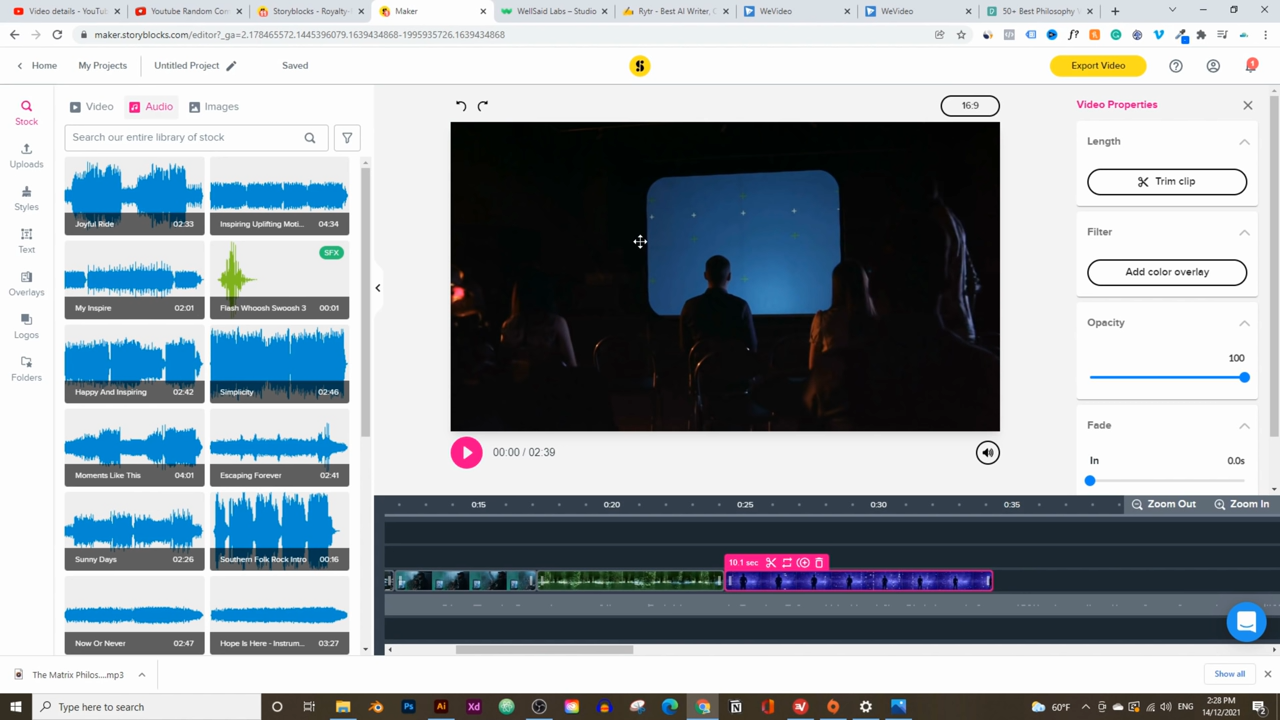 Video details - YouTu
Youtube Random Com
Storyblocks - Royalty-
Maker
WellSaid Labs – Studio
Rytr - Best AI Writer, C
WeVideo
WeVideo
50+ Best Philosophy V
maker.storyblocks.com/editor?_ga=2.178465572.1445396079.1639434868-1995935726.1639434868
Home My Projects Untitled Project Saved Export Video 1
Stock
Uploads
Styles
Text
Overlays
Logos
Folders
Video Audio Images
Search our entire library of stock
Joyful Ride 02:33
Inspiring Uplifting Moti... 04:34
My Inspire 02:01
SFX
Flash Whoosh Swoosh 3 00:01
Happy And Inspiring 02:42
Simplicity 02:46
Moments Like This 04:01
Escaping Forever 02:41
Sunny Days 02:26
Southern Folk Rock Intro 00:16
Now Or Never 02:47
Hope Is Here - Instrum... 03:27
16:9
00:00 / 02:39
Video Properties
Length
Trim clip
Filter
Add color overlay
Opacity
100
Fade
In 0.0s
0:15 0:20 0:25 0:30 0:35 Zoom Out Zoom In
10.1 sec
The Matrix Philos....mp3
Show all
Type here to search
60°F
ENG
2:28 PM
14/12/2021